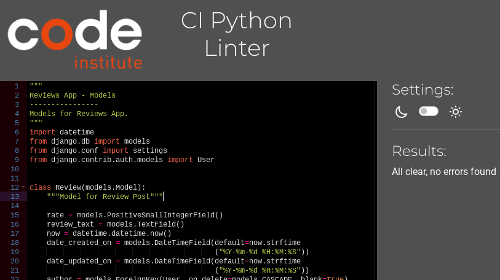 code
institute
CI Python
Linter
1 """
2 Reviews App - Models
3 ----------------
4 Models for Reviews App.
5 """
6 import datetime
7 from django.db import models
8 from django.conf import settings
9 from django.contrib.auth.models import User
10
11
12 class Review(models.Model):
13 """Model for Review Post"""
14
15 rate = models.PositiveSmallIntegerField()
16 review_text = models.TextField()
17 now = datetime.datetime.now()
18 date_created_on = models.DateTimeField(default=now.strftime
19 ("%Y-%m-%d %H:%M:%S"))
20 date_updated_on = models.DateTimeField(default=now.strftime
21 ("%Y-%m-%d %H:%M:%S"))
22 author = models.ForeignKey(User, on_delete=models.CASCADE, blank=True)
Settings:
Results:
All clear, no errors found